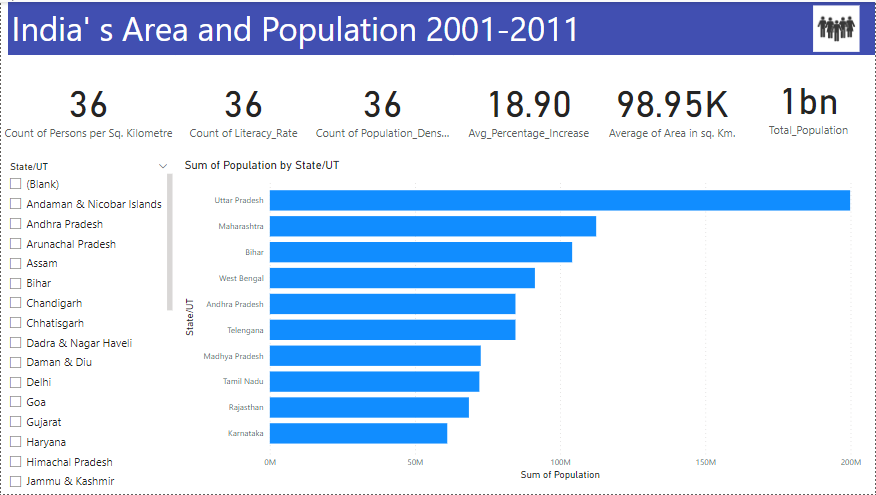 India' s Area and Population 2001-2011
36
Count of Persons per Sq. Kilometre
36
Count of Literacy_Rate
36
Count of Population_Dens...
18.90
Avg_Percentage_Increase
98.95K
Average of Area in sq. Km.
1bn
Total_Population
State/UT
(Blank)
Andaman & Nicobar Islands
Andhra Pradesh
Arunachal Pradesh
Assam
Bihar
Chandigarh
Chhatisgarh
Dadra & Nagar Haveli
Daman & Diu
Delhi
Goa
Gujarat
Haryana
Himachal Pradesh
Jammu & Kashmir
Sum of Population by State/UT
State/UT
Uttar Pradesh
Maharashtra
Bihar
West Bengal
Andhra Pradesh
Telengana
Madhya Pradesh
Tamil Nadu
Rajasthan
Karnataka
0M 50M 100M 150M 200M
Sum of Population